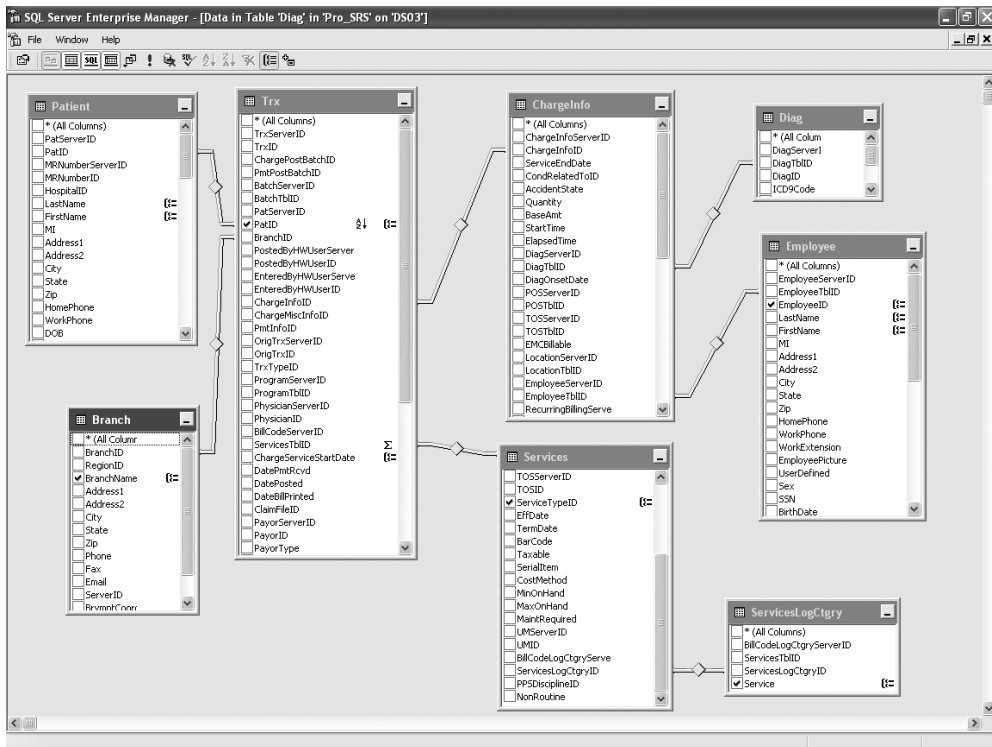 SQL Server Enterprise Manager - [Data in Table 'Diag' in 'Pro_SRS' on 'DS03']
File Window Help
Patient
* (All Columns)
PatServerID
PatID
MRNumberServerID
MRNumberID
HospitalID
LastName
FirstName
MI
Address1
Address2
City
State
Zip
HomePhone
WorkPhone
DOB
Trx
* (All Columns)
TrxServerID
TrxID
ChargePostBatchID
PmtPostBatchID
BatchServerID
BatchTblID
PatServerID
PatID
BranchID
PostedByHWUserServer
PostedByHWUserID
EnteredByHWUserServe
EnteredByHWUserID
ChargeInfoID
ChargeMiscInfoID
PmtInfoID
OrigTrxServerID
OrigTrxID
TrxTypeID
ProgramServerID
ProgramTblID
PhysicianServerID
PhysicianID
BillCodeServerID
ServicesTblID
ChargeServiceStartDate
DatePmtRcvd
DatePosted
DateBillPrinted
ClaimFileID
PayorServerID
PayorID
PayorType
ChargeInfo
* (All Columns)
ChargeInfoServerID
ChargeInfoID
ServiceEndDate
CondRelatedToID
AccidentState
Quantity
BaseAmt
StartTime
ElapsedTime
DiagServerID
DiagTblID
DiagOnsetDate
POSServerID
POSTblID
TOSServerID
TOSTblID
EMCBillable
LocationServerID
LocationTblID
EmployeeServerID
EmployeeTblID
RecurringBillingServe
Diag
* (All Colum
DiagServerI
DiagTblID
DiagID
ICD9Code
Employee
* (All Columns)
EmployeeServerID
EmployeeTblID
EmployeeID
LastName
FirstName
MI
Address1
Address2
City
State
Zip
HomePhone
WorkPhone
WorkExtension
EmployeePicture
UserDefined
Sex
SSN
BirthDate
Branch
* (All Columr
BranchID
RegionID
BranchName
Address1
Address2
City
State
Zip
Phone
Fax
Email
ServerID
Services
TOSServerID
TOSID
ServiceTypeID
EffDate
TermDate
BarCode
Taxable
SerialItem
CostMethod
MinOnHand
MaxOnHand
MaintRequired
UMServerID
UMID
BillCodeLogCtgryServe
ServicesLogCtgryID
PPSDisciplineID
NonRoutine
ServicesLogCtgry
* (All Columns)
BillCodeLogCtgryServerID
ServicesTblID
ServicesLogCtgryID
Service